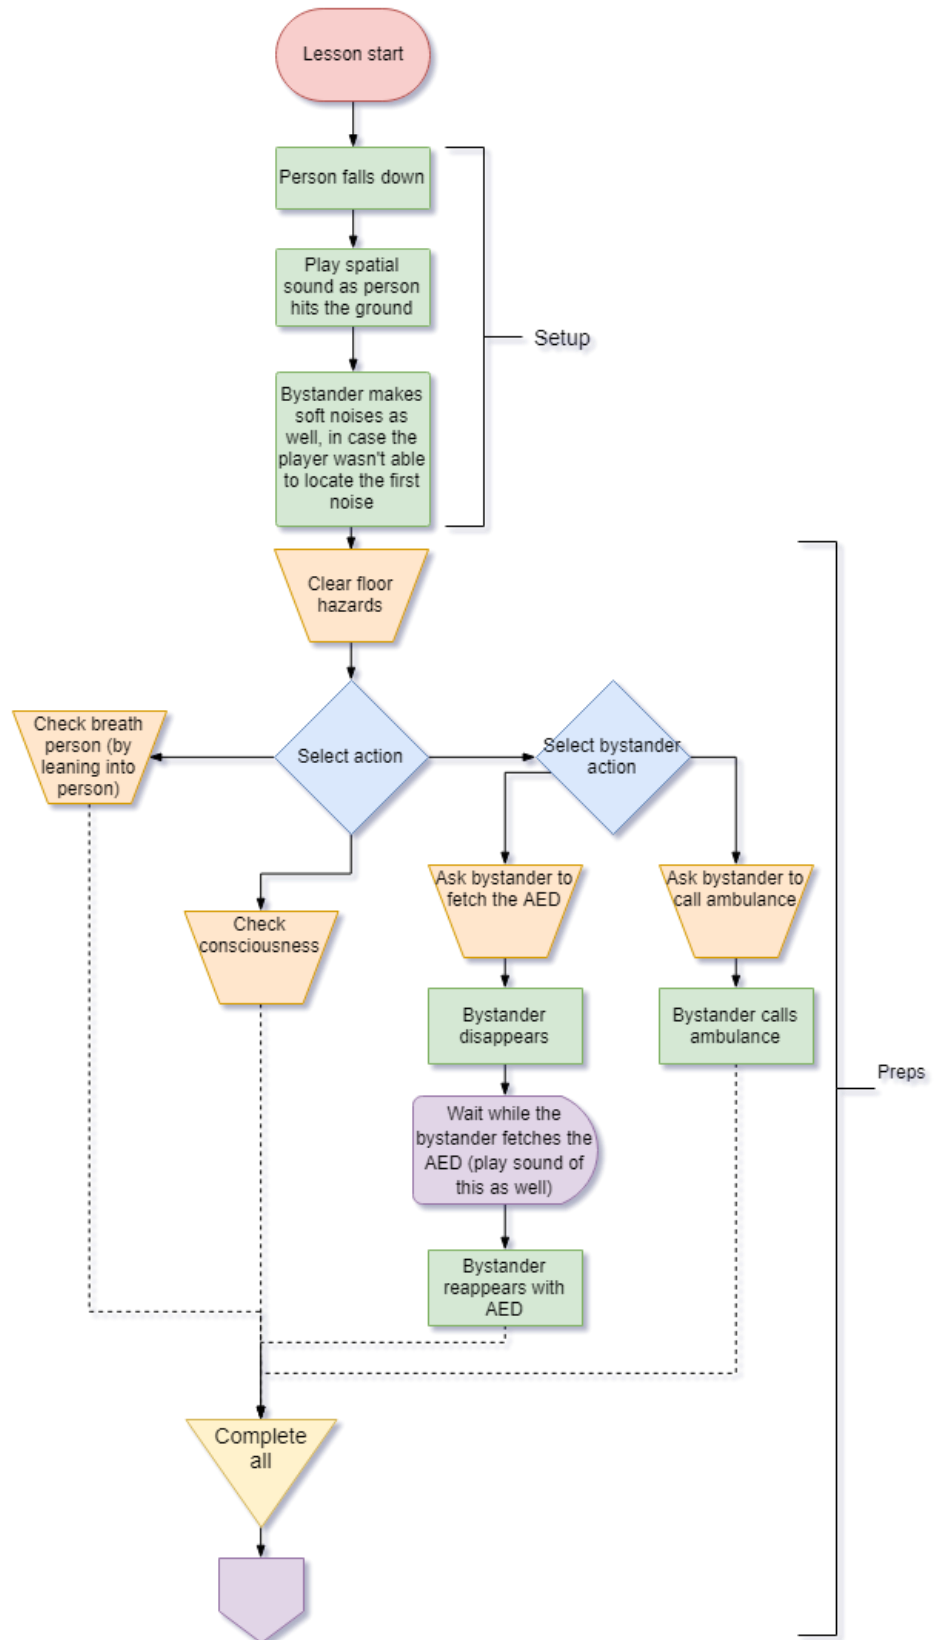 Lesson start
Person falls down
Play spatial
sound as person
hits the ground
Setup
Bystander makes
soft noises as
well, in case the
player wasn't able
to locate the first
noise
Clear floor
hazards
Check breath
person (by
leaning into
person)
Select action
Select bystander
action
Check
consciousness
Ask bystander to
fetch the AED
Ask bystander to
call ambulance
Bystander
disappears
Bystander calls
ambulance
Preps
Wait while the
bystander fetches the
AED (play sound of
this as well)
Bystander
reappears with
AED
Complete
all